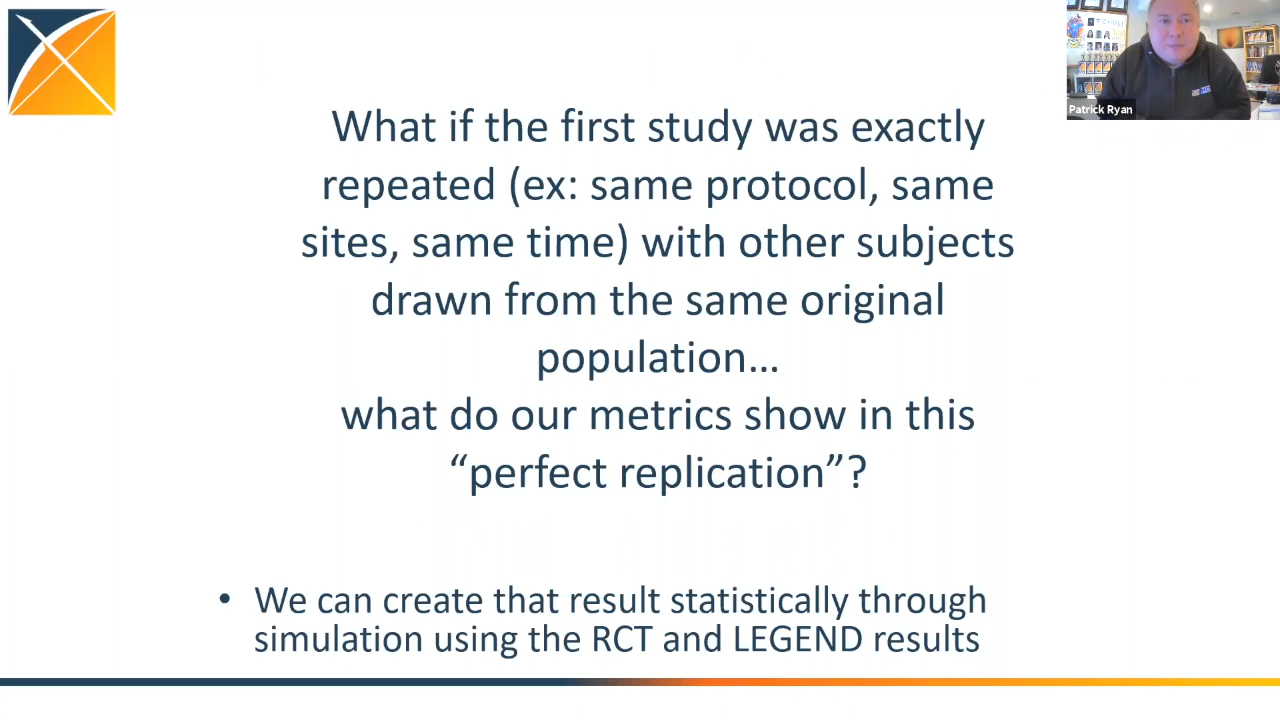 What if the first study was exactly
repeated (ex: same protocol, same
sites, same time) with other subjects
drawn from the same original
population…
what do our metrics show in this
“perfect replication”?
• We can create that result statistically through
simulation using the RCT and LEGEND results
Patrick Ryan